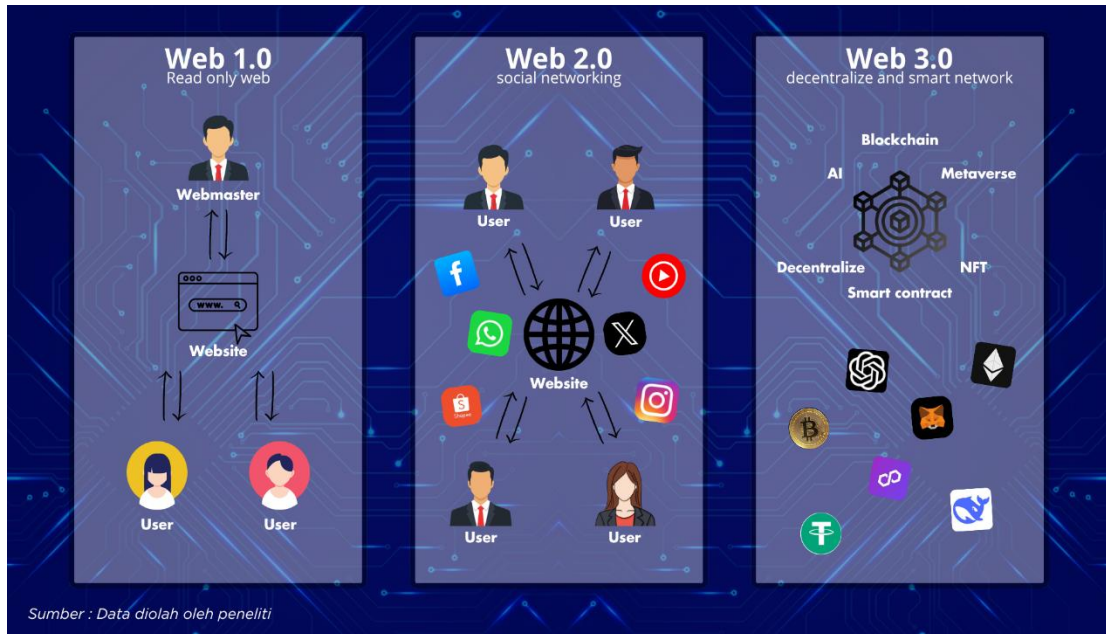 Web 1.0
Read only web
Webmaster
www.
Website
User
User
Web 2.0
social networking
User
User
Website
Shopee
User
User
Web 3.0
decentralize and smart network
Blockchain
AI
Metaverse
Decentralize
NFT
Smart contract
Sumber : Data diolah oleh peneliti